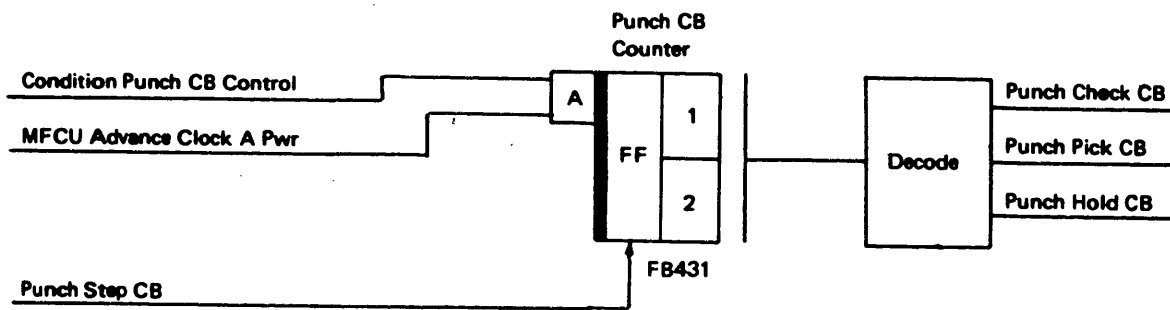 Punch CB
Counter
Condition Punch CB Control
MFCU Advance Clock A Pwr
A
FF
1
2
Decode
Punch Check CB
Punch Pick CB
Punch Hold CB
FB431
Punch Step CB